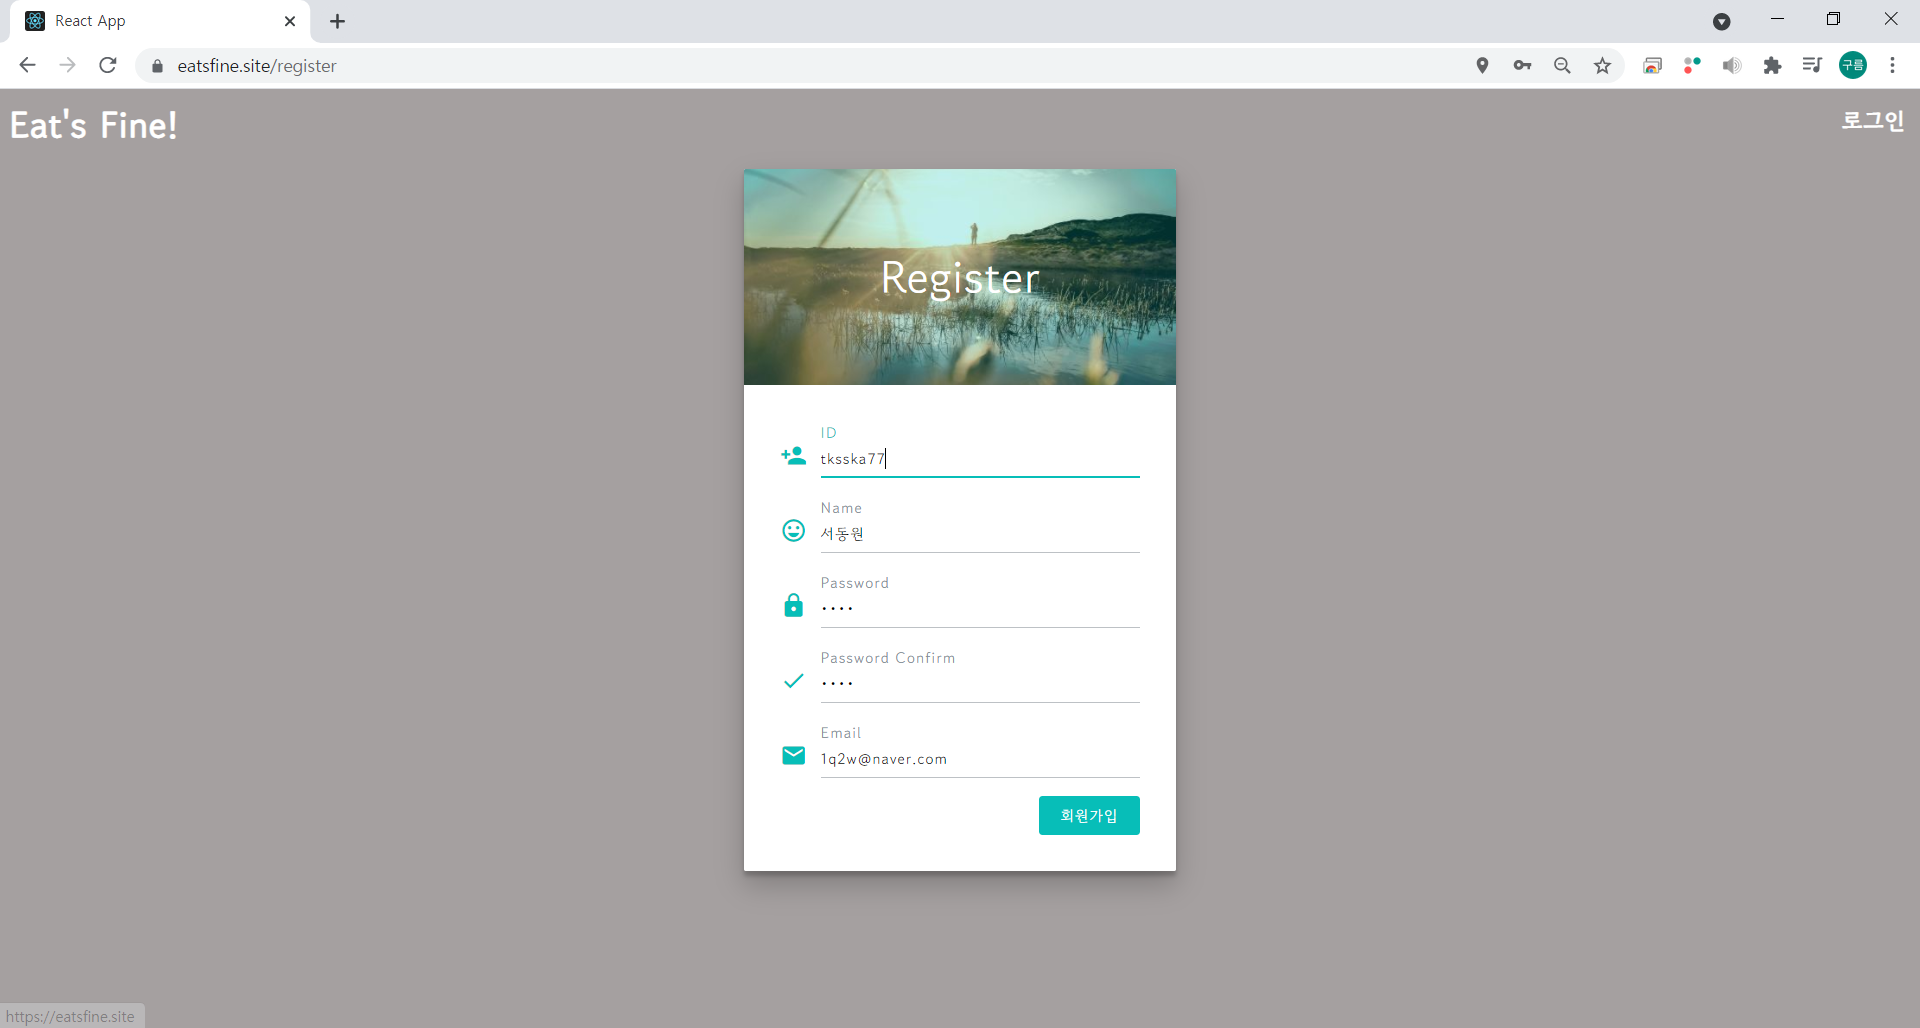 React App
eatsfine.site/register
구름
Eat's Fine!
로그인
Register
ID
tksska77
Name
서동원
Password
••••
Password Confirm
••••
Email
1q2w@naver.com
회원가입
https://eatsfine.site